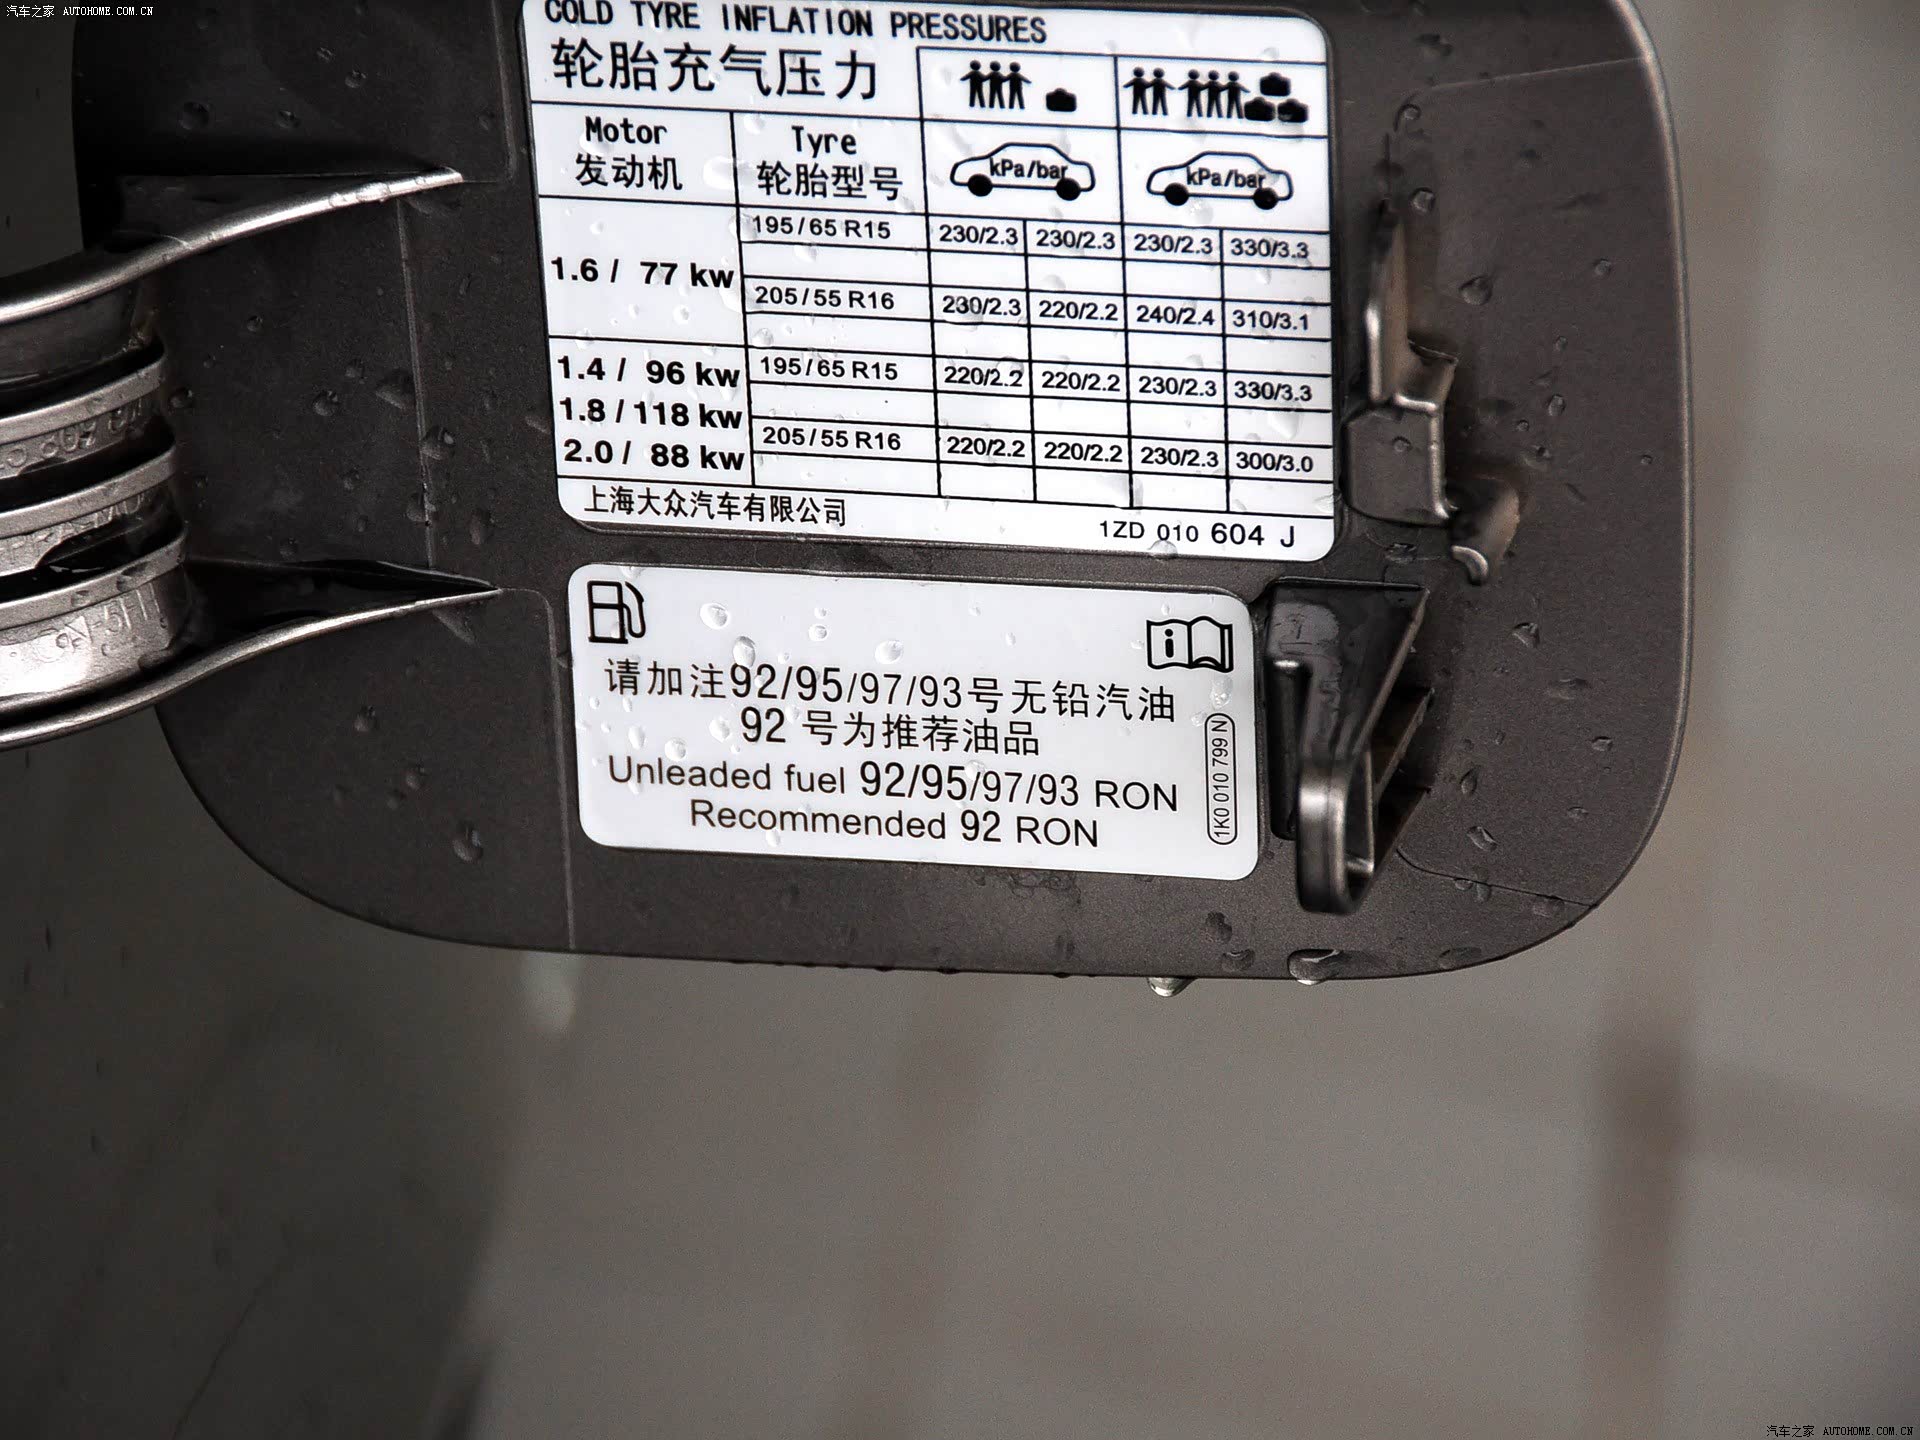 汽车之家 AUTOHOME.COM.CN
COLD TYRE INFLATION PRESSURES
轮胎充气压力
Motor Tyre
发动机 轮胎型号 kPa/bar kPa/bar
195/65 R15 230/2.3 230/2.3 230/2.3 330/3.3
1.6 / 77 kw
205/55 R16 230/2.3 220/2.2 240/2.4 310/3.1
1.4 / 96 kw 195/65 R15 220/2.2 220/2.2 230/2.3 330/3.3
1.8 / 118 kw
2.0 / 88 kw 205/55 R16 220/2.2 220/2.2 230/2.3 300/3.0
上海大众汽车有限公司
1ZD 010 604 J
请加注92/95/97/93号无铅汽油
92 号为推荐油品
Unleaded fuel 92/95/97/93 RON
Recommended 92 RON
1K0 010 799 N
汽车之家 AUTOHOME.COM.CN